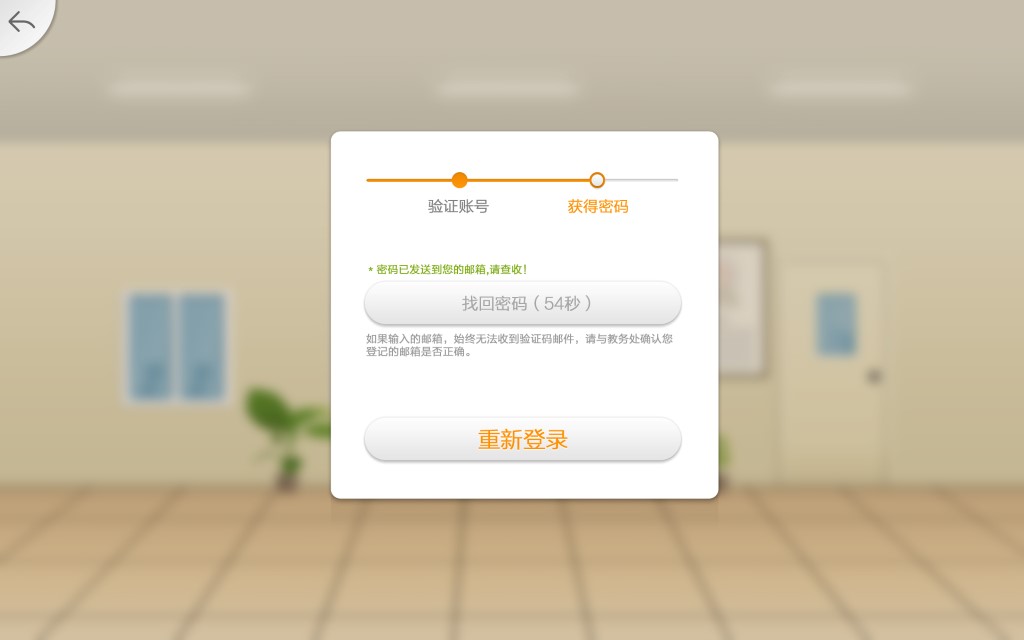 验证账号
获得密码
* 密码已发送到您的邮箱,请查收!
找回密码（54秒）
如果输入的邮箱，始终无法收到验证码邮件，请与教务处确认您
登记的邮箱是否正确。
重新登录